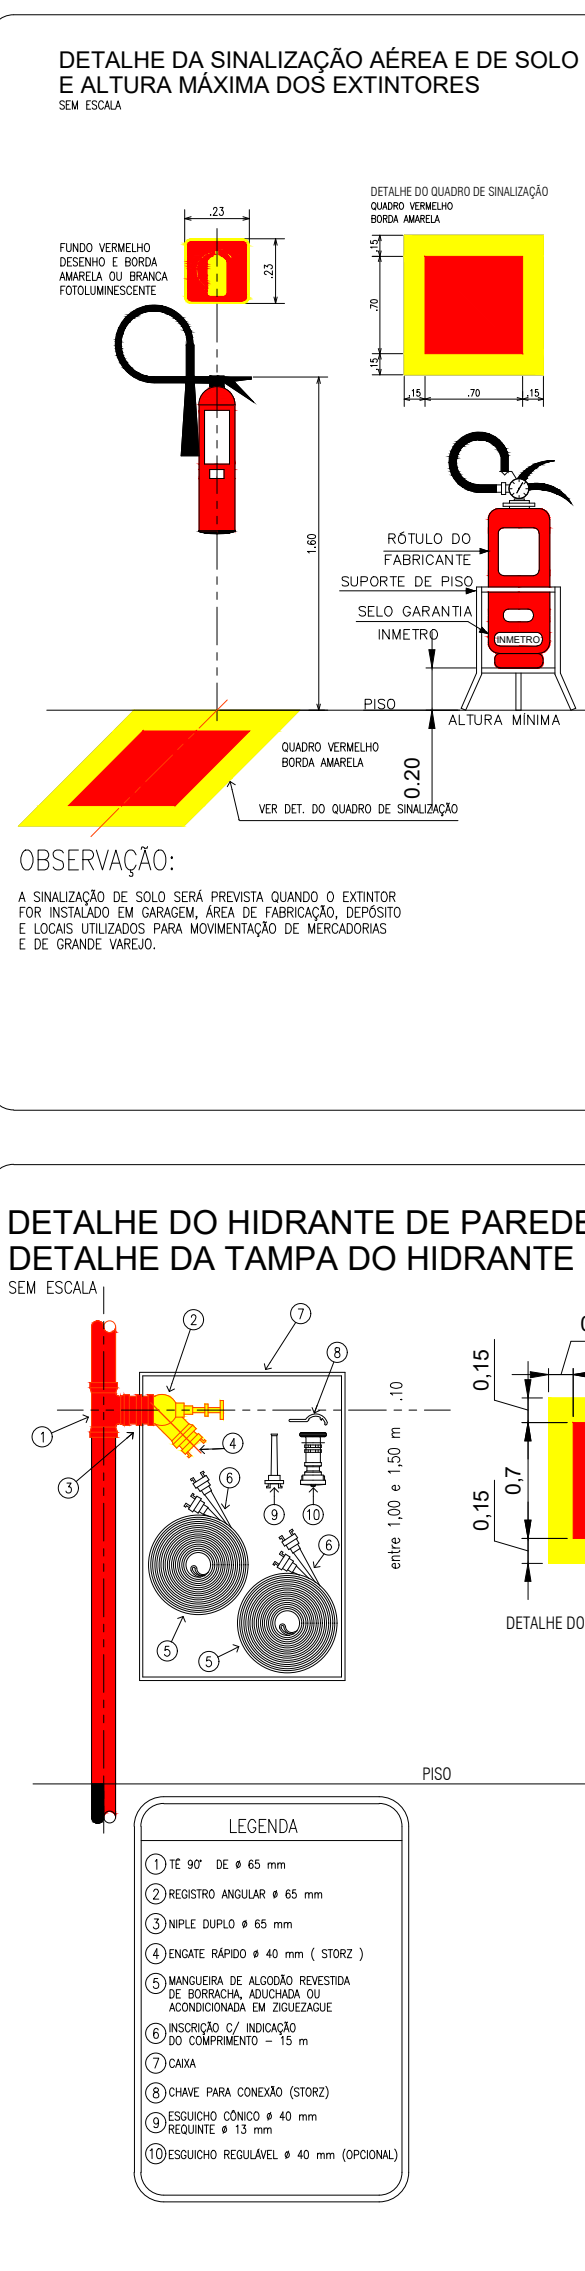 DETALHE DA SINALIZAÇÃO AÉREA E DE SOLO
E ALTURA MÁXIMA DOS EXTINTORES
SEM ESCALA
DETALHE DO QUADRO DE SINALIZAÇÃO
QUADRO VERMELHO
BORDA AMARELA
.23
FUNDO VERMELHO
DESENHO E BORDA
AMARELA OU BRANCA
FOTOLUMINESCENTE
.23
.15
.70
.15
.15
.70
.15
1.60
RÓTULO DO
FABRICANTE
SUPORTE DE PISO
SELO GARANTIA
INMETRO
INMETRO
PISO
ALTURA MÍNIMA
0.20
QUADRO VERMELHO
BORDA AMARELA
VER DET. DO QUADRO DE SINALIZAÇÃO
OBSERVAÇÃO:
A SINALIZAÇÃO DE SOLO SERÁ PREVISTA QUANDO O EXTINTOR
FOR INSTALADO EM GARAGEM, ÁREA DE FABRICAÇÃO, DEPÓSITO
E LOCAIS UTILIZADOS PARA MOVIMENTAÇÃO DE MERCADORIAS
E DE GRANDE VAREJO.
DETALHE DO HIDRANTE DE PAREDE
DETALHE DA TAMPA DO HIDRANTE
SEM ESCALA
2
7
8
1
3
4
6
9
10
6
5
5
.10
entre 1,00 e 1,50 m
0,15
0,7
0,15
DETALHE DO
PISO
LEGENDA
1 TÊ 90° DE ø 65 mm
2 REGISTRO ANGULAR ø 65 mm
3 NIPLE DUPLO ø 65 mm
4 ENGATE RÁPIDO ø 40 mm ( STORZ )
5 MANGUEIRA DE ALGODÃO REVESTIDA
DE BORRACHA, ADUCHADA OU
ACONDICIONADA EM ZIGUEZAGUE
6 INSCRIÇÃO C/ INDICAÇÃO
DO COMPRIMENTO – 15 m
7 CAIXA
8 CHAVE PARA CONEXÃO (STORZ)
9 ESGUICHO CÔNICO ø 40 mm
REQUINTE ø 13 mm
10 ESGUICHO REGULÁVEL ø 40 mm (OPCIONAL)